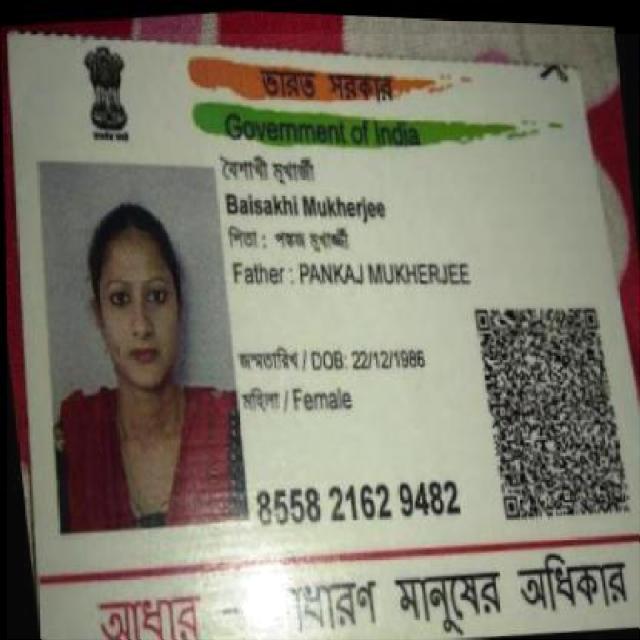 ভারত সরকার
Government of India
বৈশাখী মুখার্জী
Baisakhi Mukherjee
পিতা : পঙ্কজ মুখার্জ্জী
Father : PANKAJ MUKHERJEE
জন্মতারিখ / DOB: 22/12/1986
মহিলা / Female
8558 2162 9482
আধার - াধারণ মানুষের অধিকার